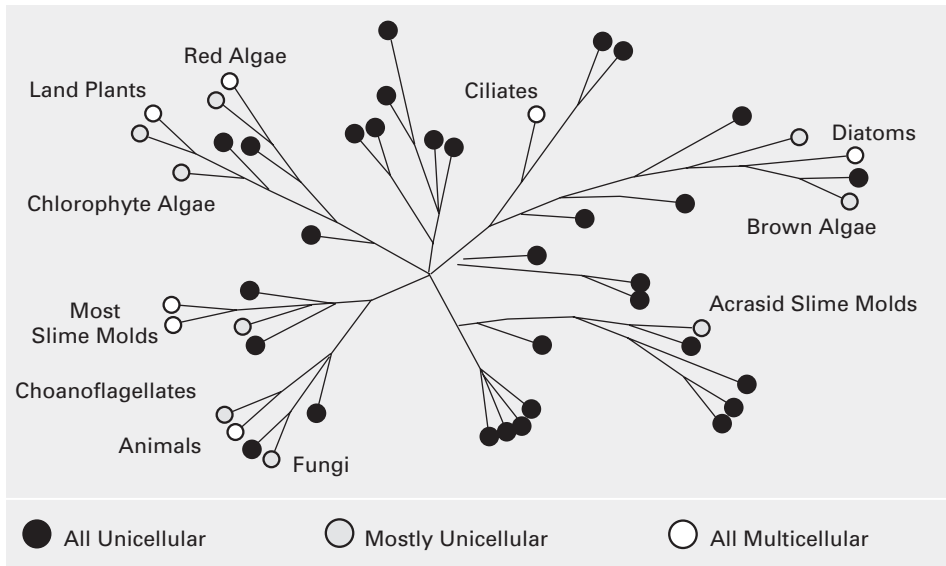 Red Algae
Land Plants
Ciliates
Diatoms
Chlorophyte Algae
Brown Algae
Most
Slime Molds
Acrasid Slime Molds
Choanoflagellates
Animals
Fungi
All Unicellular
Mostly Unicellular
All Multicellular